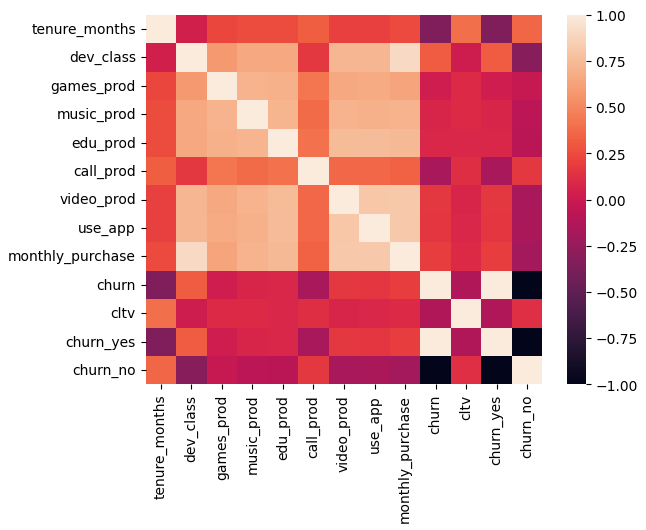 tenure_months
dev_class
games_prod
music_prod
edu_prod
call_prod
video_prod
use_app
monthly_purchase
churn
cltv
churn_yes
churn_no
tenure_months
dev_class
games_prod
music_prod
edu_prod
call_prod
video_prod
use_app
monthly_purchase
churn
cltv
churn_yes
churn_no
1.00
0.75
0.50
0.25
0.00
−0.25
−0.50
−0.75
−1.00